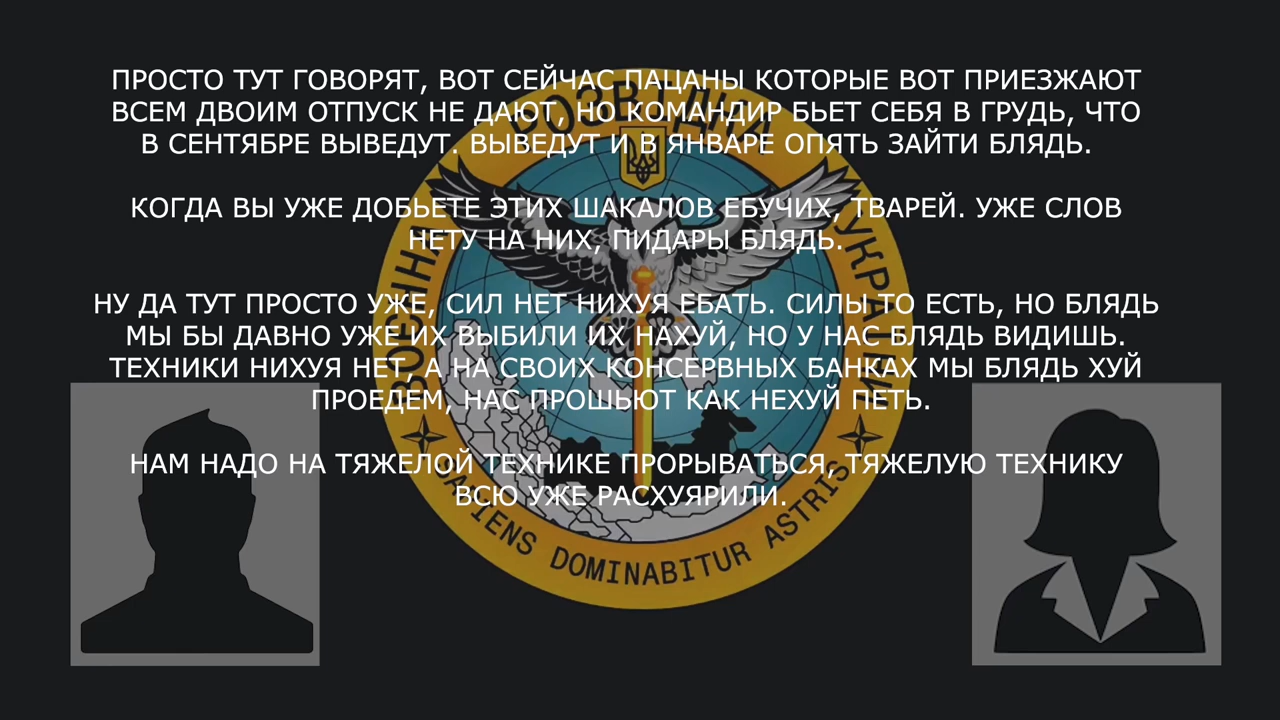 ПРОСТО ТУТ ГОВОРЯТ, ВОТ СЕЙЧАС ПАЦАНЫ КОТОРЫЕ ВОТ ПРИЕЗЖАЮТ
ВСЕМ ДВОИМ ОТПУСК НЕ ДАЮТ, НО КОМАНДИР БЬЕТ СЕБЯ В ГРУДЬ, ЧТО
В СЕНТЯБРЕ ВЫВЕДУТ. ВЫВЕДУТ И В ЯНВАРЕ ОПЯТЬ ЗАЙТИ БЛЯДЬ.
КОГДА ВЫ УЖЕ ДОБЬЕТЕ ЭТИХ ШАКАЛОВ ЕБУЧИХ, ТВАРЕЙ. УЖЕ СЛОВ
НЕТУ НА НИХ, ПИДАРЫ БЛЯДЬ.
НУ ДА ТУТ ПРОСТО УЖЕ, СИЛ НЕТ НИХУЯ ЕБАТЬ. СИЛЫ ТО ЕСТЬ, НО БЛЯДЬ
МЫ БЫ ДАВНО УЖЕ ИХ ВЫБИЛИ ИХ НАХУЙ, НО У НАС БЛЯДЬ ВИДИШЬ.
ТЕХНИКИ НИХУЯ НЕТ, А НА СВОИХ КОНСЕРВНЫХ БАНКАХ МЫ БЛЯДЬ ХУЙ
ПРОЕДЕМ, НАС ПРОШЬЮТ КАК НЕХУЙ ПЕТЬ.
НАМ НАДО НА ТЯЖЕЛОЙ ТЕХНИКЕ ПРОРЫВАТЬСЯ, ТЯЖЕЛУЮ ТЕХНИКУ
ВСЮ УЖЕ РАСХУЯРИЛИ.
ВОЄННА РОЗВІДКА УКРАЇНИ
SAPIENS DOMINABITUR ASTRIS